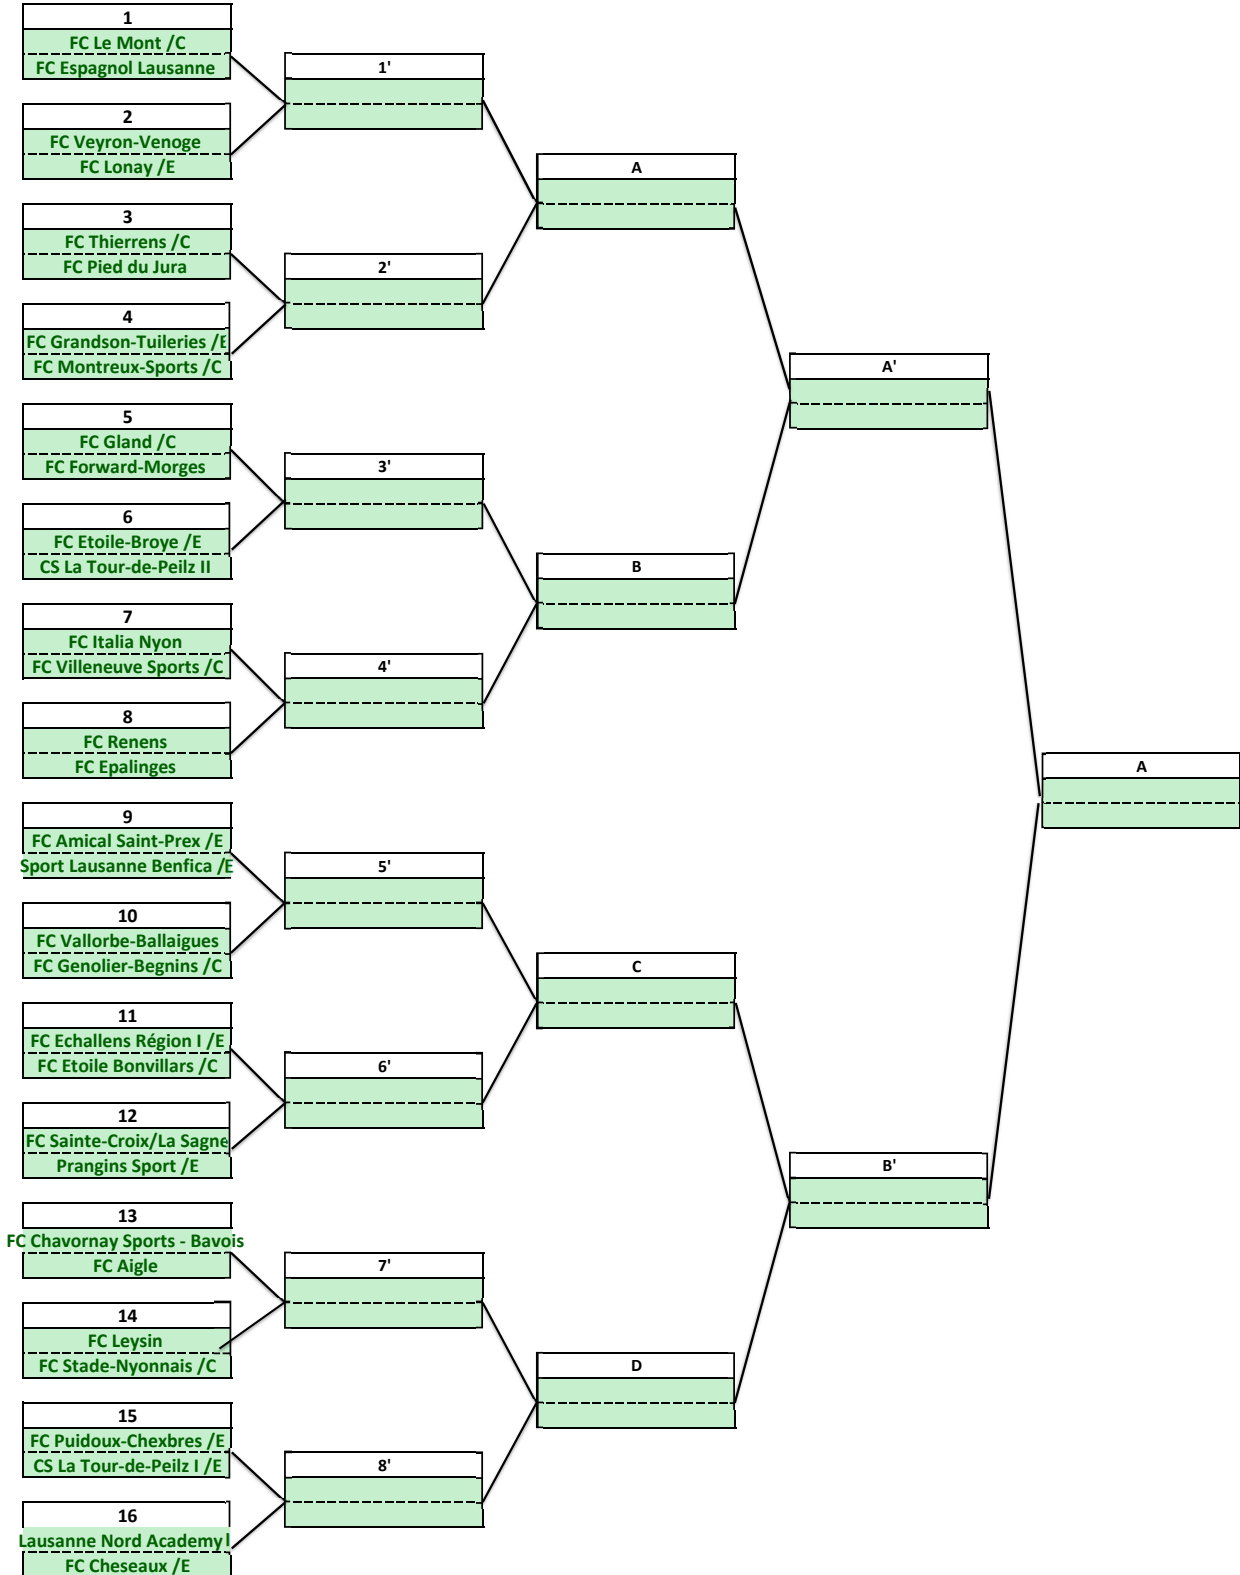 1
FC Le Mont /C
FC Espagnol Lausanne
2
FC Veyron-Venoge
FC Lonay /E
3
FC Thierrens /C
FC Pied du Jura
4
FC Grandson-Tuileries /E
FC Montreux-Sports /C
5
FC Gland /C
FC Forward-Morges
6
FC Etoile-Broye /E
CS La Tour-de-Peilz II
7
FC Italia Nyon
FC Villeneuve Sports /C
8
FC Renens
FC Epalinges
9
FC Amical Saint-Prex /E
Sport Lausanne Benfica /E
10
FC Vallorbe-Ballaigues
FC Genolier-Begnins /C
11
FC Echallens Région I /E
FC Etoile Bonvillars /C
12
FC Sainte-Croix/La Sagne
Prangins Sport /E
13
FC Chavornay Sports - Bavois
FC Aigle
14
FC Leysin
FC Stade-Nyonnais /C
15
FC Puidoux-Chexbres /E
CS La Tour-de-Peilz I /E
16
Lausanne Nord Academy I
FC Cheseaux /E
1'
2'
3'
4'
5'
6'
7'
8'
A
B
C
D
A'
B'
A